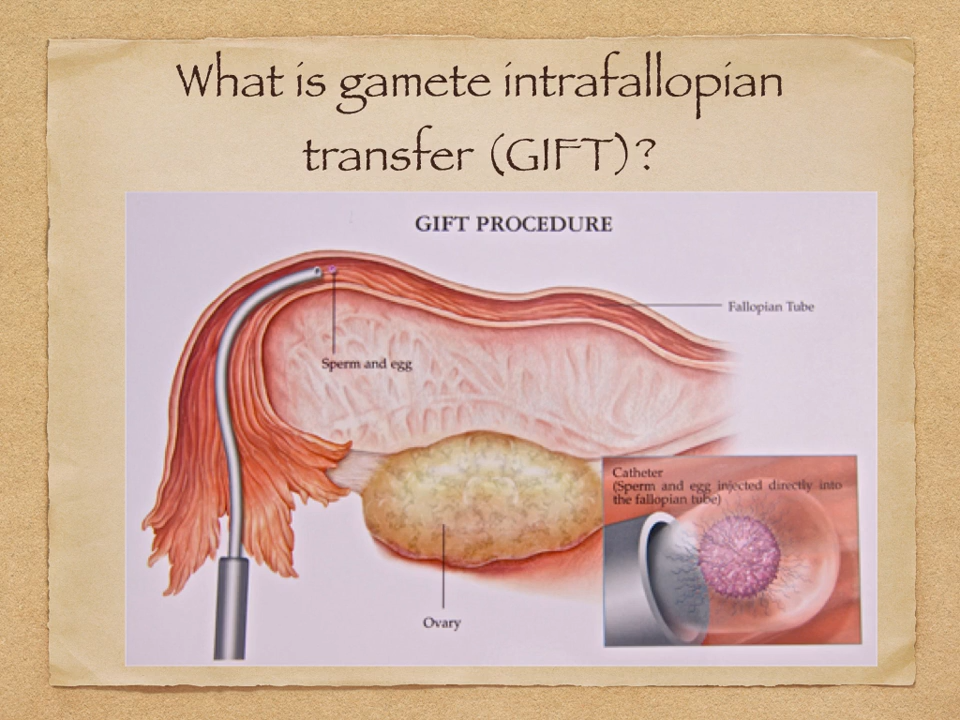 What is gamete intrafallopian
transfer (GIFT)?
GIFT PROCEDURE
Fallopian Tube
Sperm and egg
Catheter
(Sperm and egg injected directly into
the fallopian tube)
Ovary